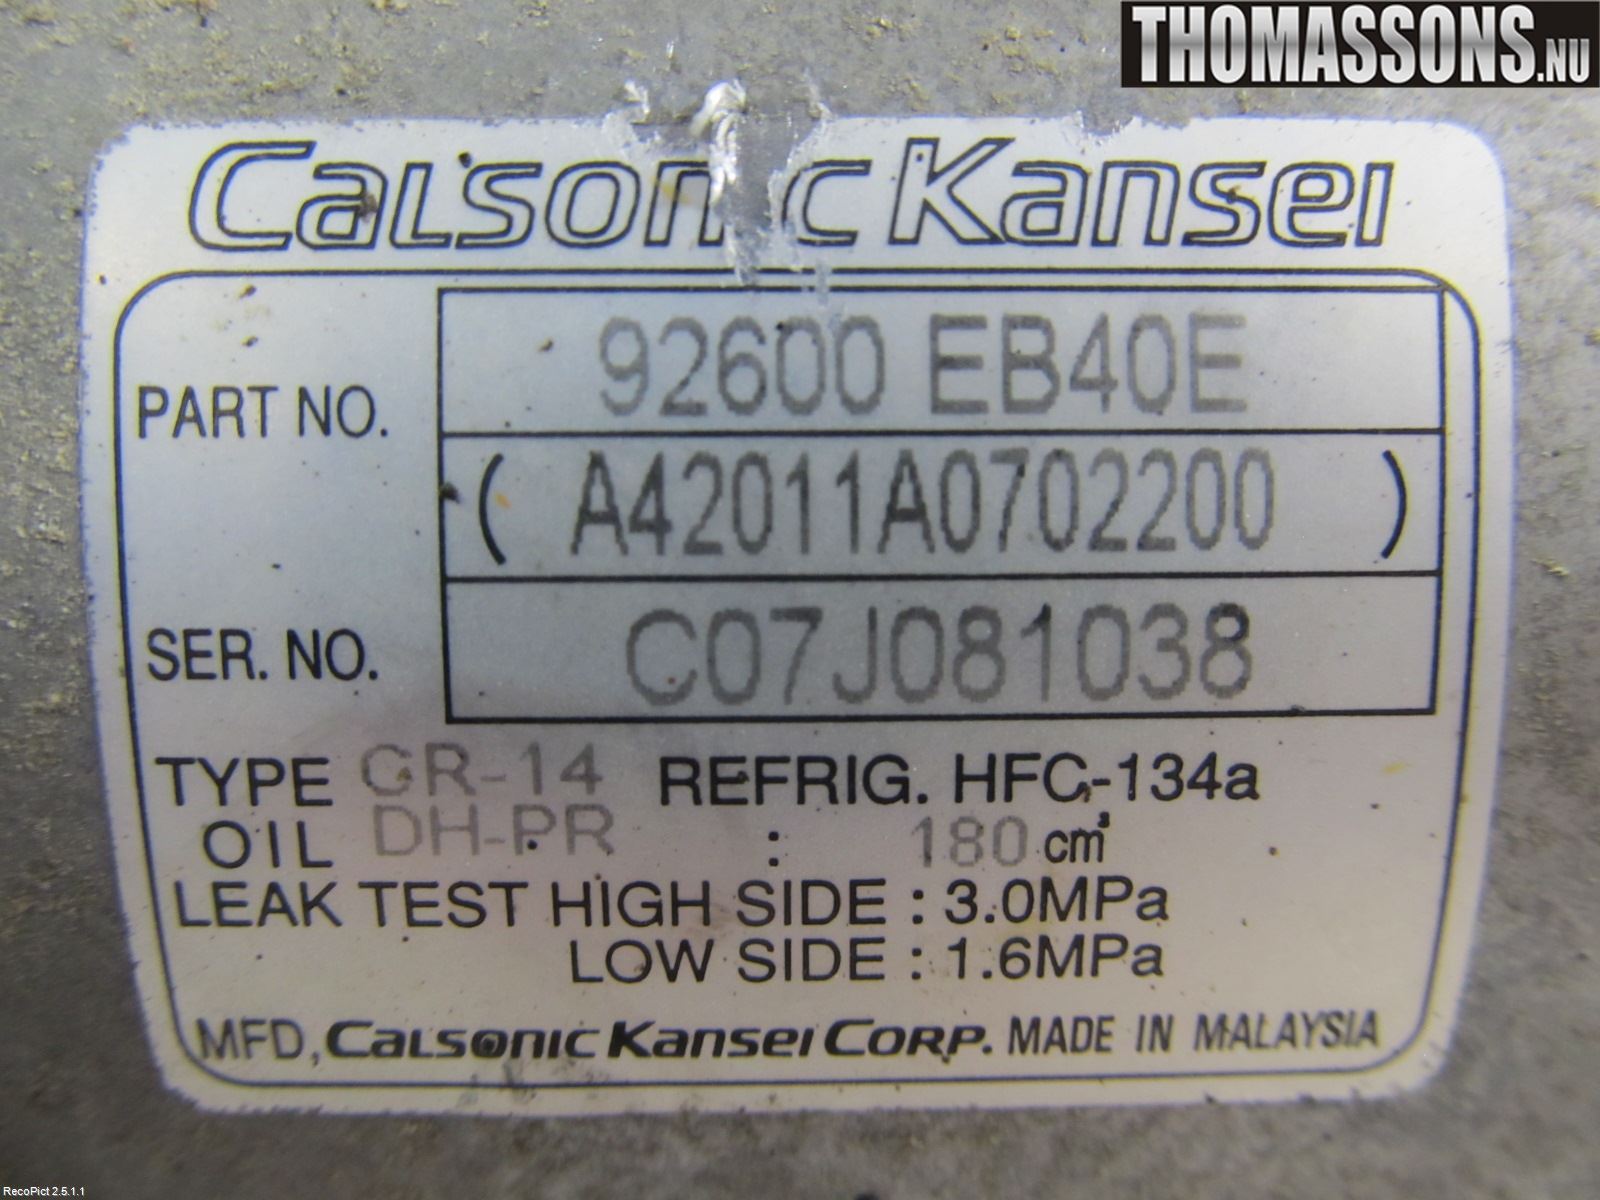 THOMASSONS.NU
CALSONIC KANSEI
PART NO. 92600 EB40E
( A42011A0702200 )
SER. NO. C07J081038
TYPE CR-14 REFRIG. HFC-134a
OIL DH-PR : 180 cm³
LEAK TEST HIGH SIDE : 3.0MPa
LOW SIDE : 1.6MPa
MFD, CALSONIC KANSEI CORP. MADE IN MALAYSIA
RecoPict 2.5.1.1